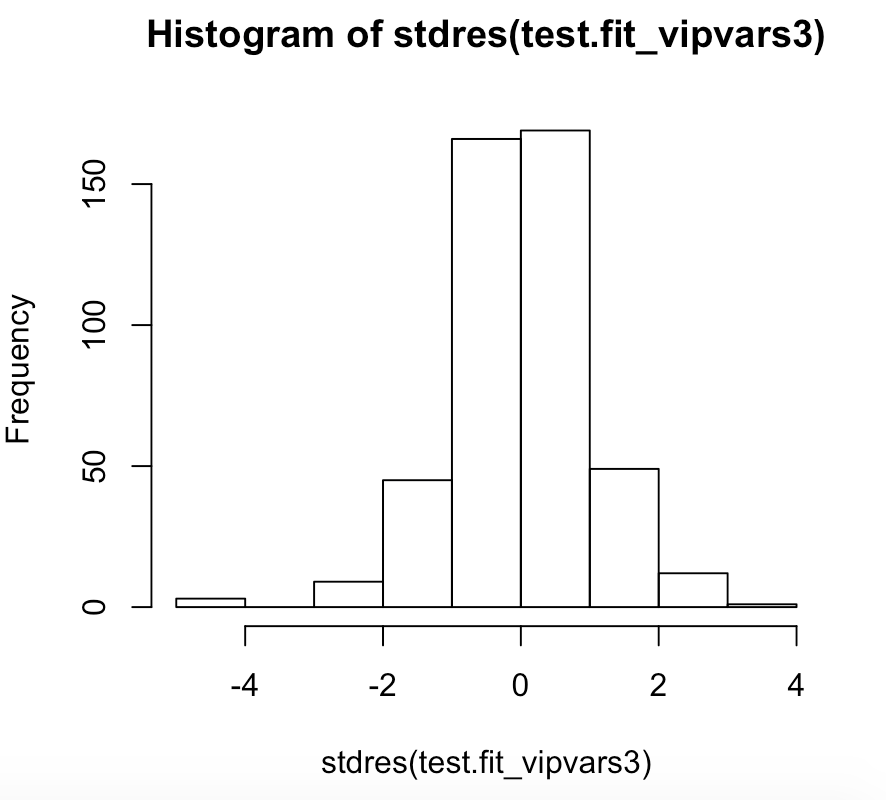 Histogram of stdres(test.fit_vipvars3)
Frequency
150
100
50
0
-4 -2 0 2 4
stdres(test.fit_vipvars3)